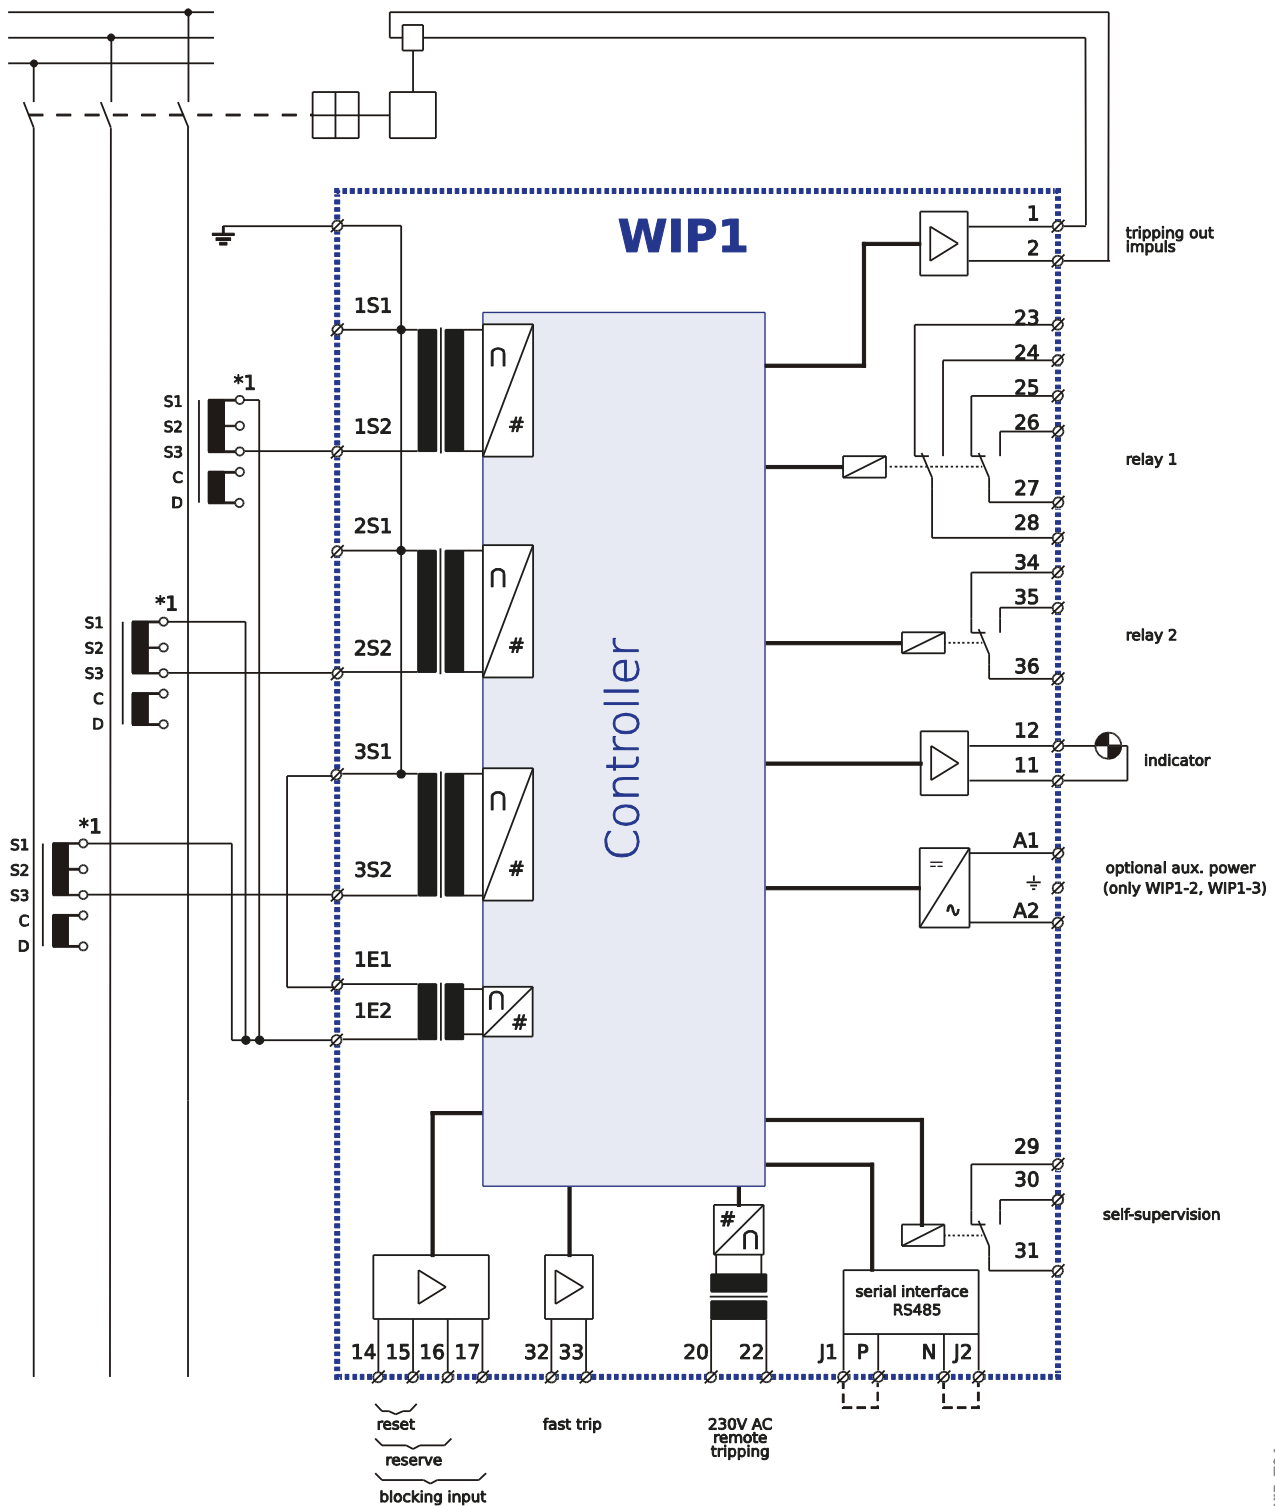 WIP1
1
2
tripping out
impuls
1S1
1S2
*1
S1
S2
S3
C
D
∩
#
23
24
25
26
27
28
relay 1
2S1
2S2
*1
S1
S2
S3
C
D
∩
#
34
35
36
relay 2
Controller
3S1
3S2
*1
S1
S2
S3
C
D
∩
#
12
11
indicator
A1
A2
optional aux. power
(only WIP1-2, WIP1-3)
1E1
1E2
∩
#
29
30
31
self-supervision
#
∩
serial interface
RS485
14 15 16 17
32 33
20 22
J1 P N J2
reset
reserve
blocking input
fast trip
230V AC
remote
tripping